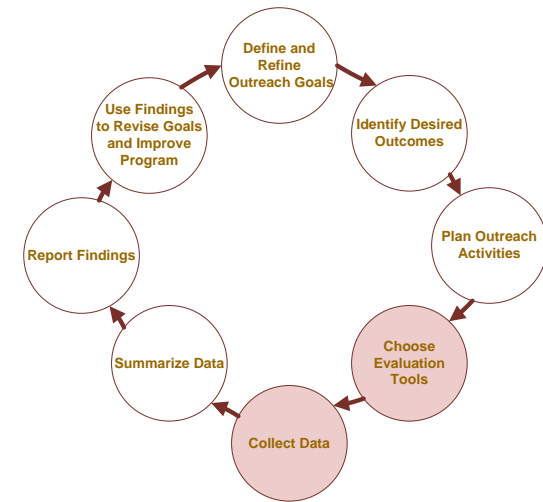 Define and
Refine
Outreach Goals
Identify Desired
Outcomes
Plan Outreach
Activities
Choose
Evaluation
Tools
Collect Data
Summarize Data
Report Findings
Use Findings
to Revise Goals
and Improve
Program